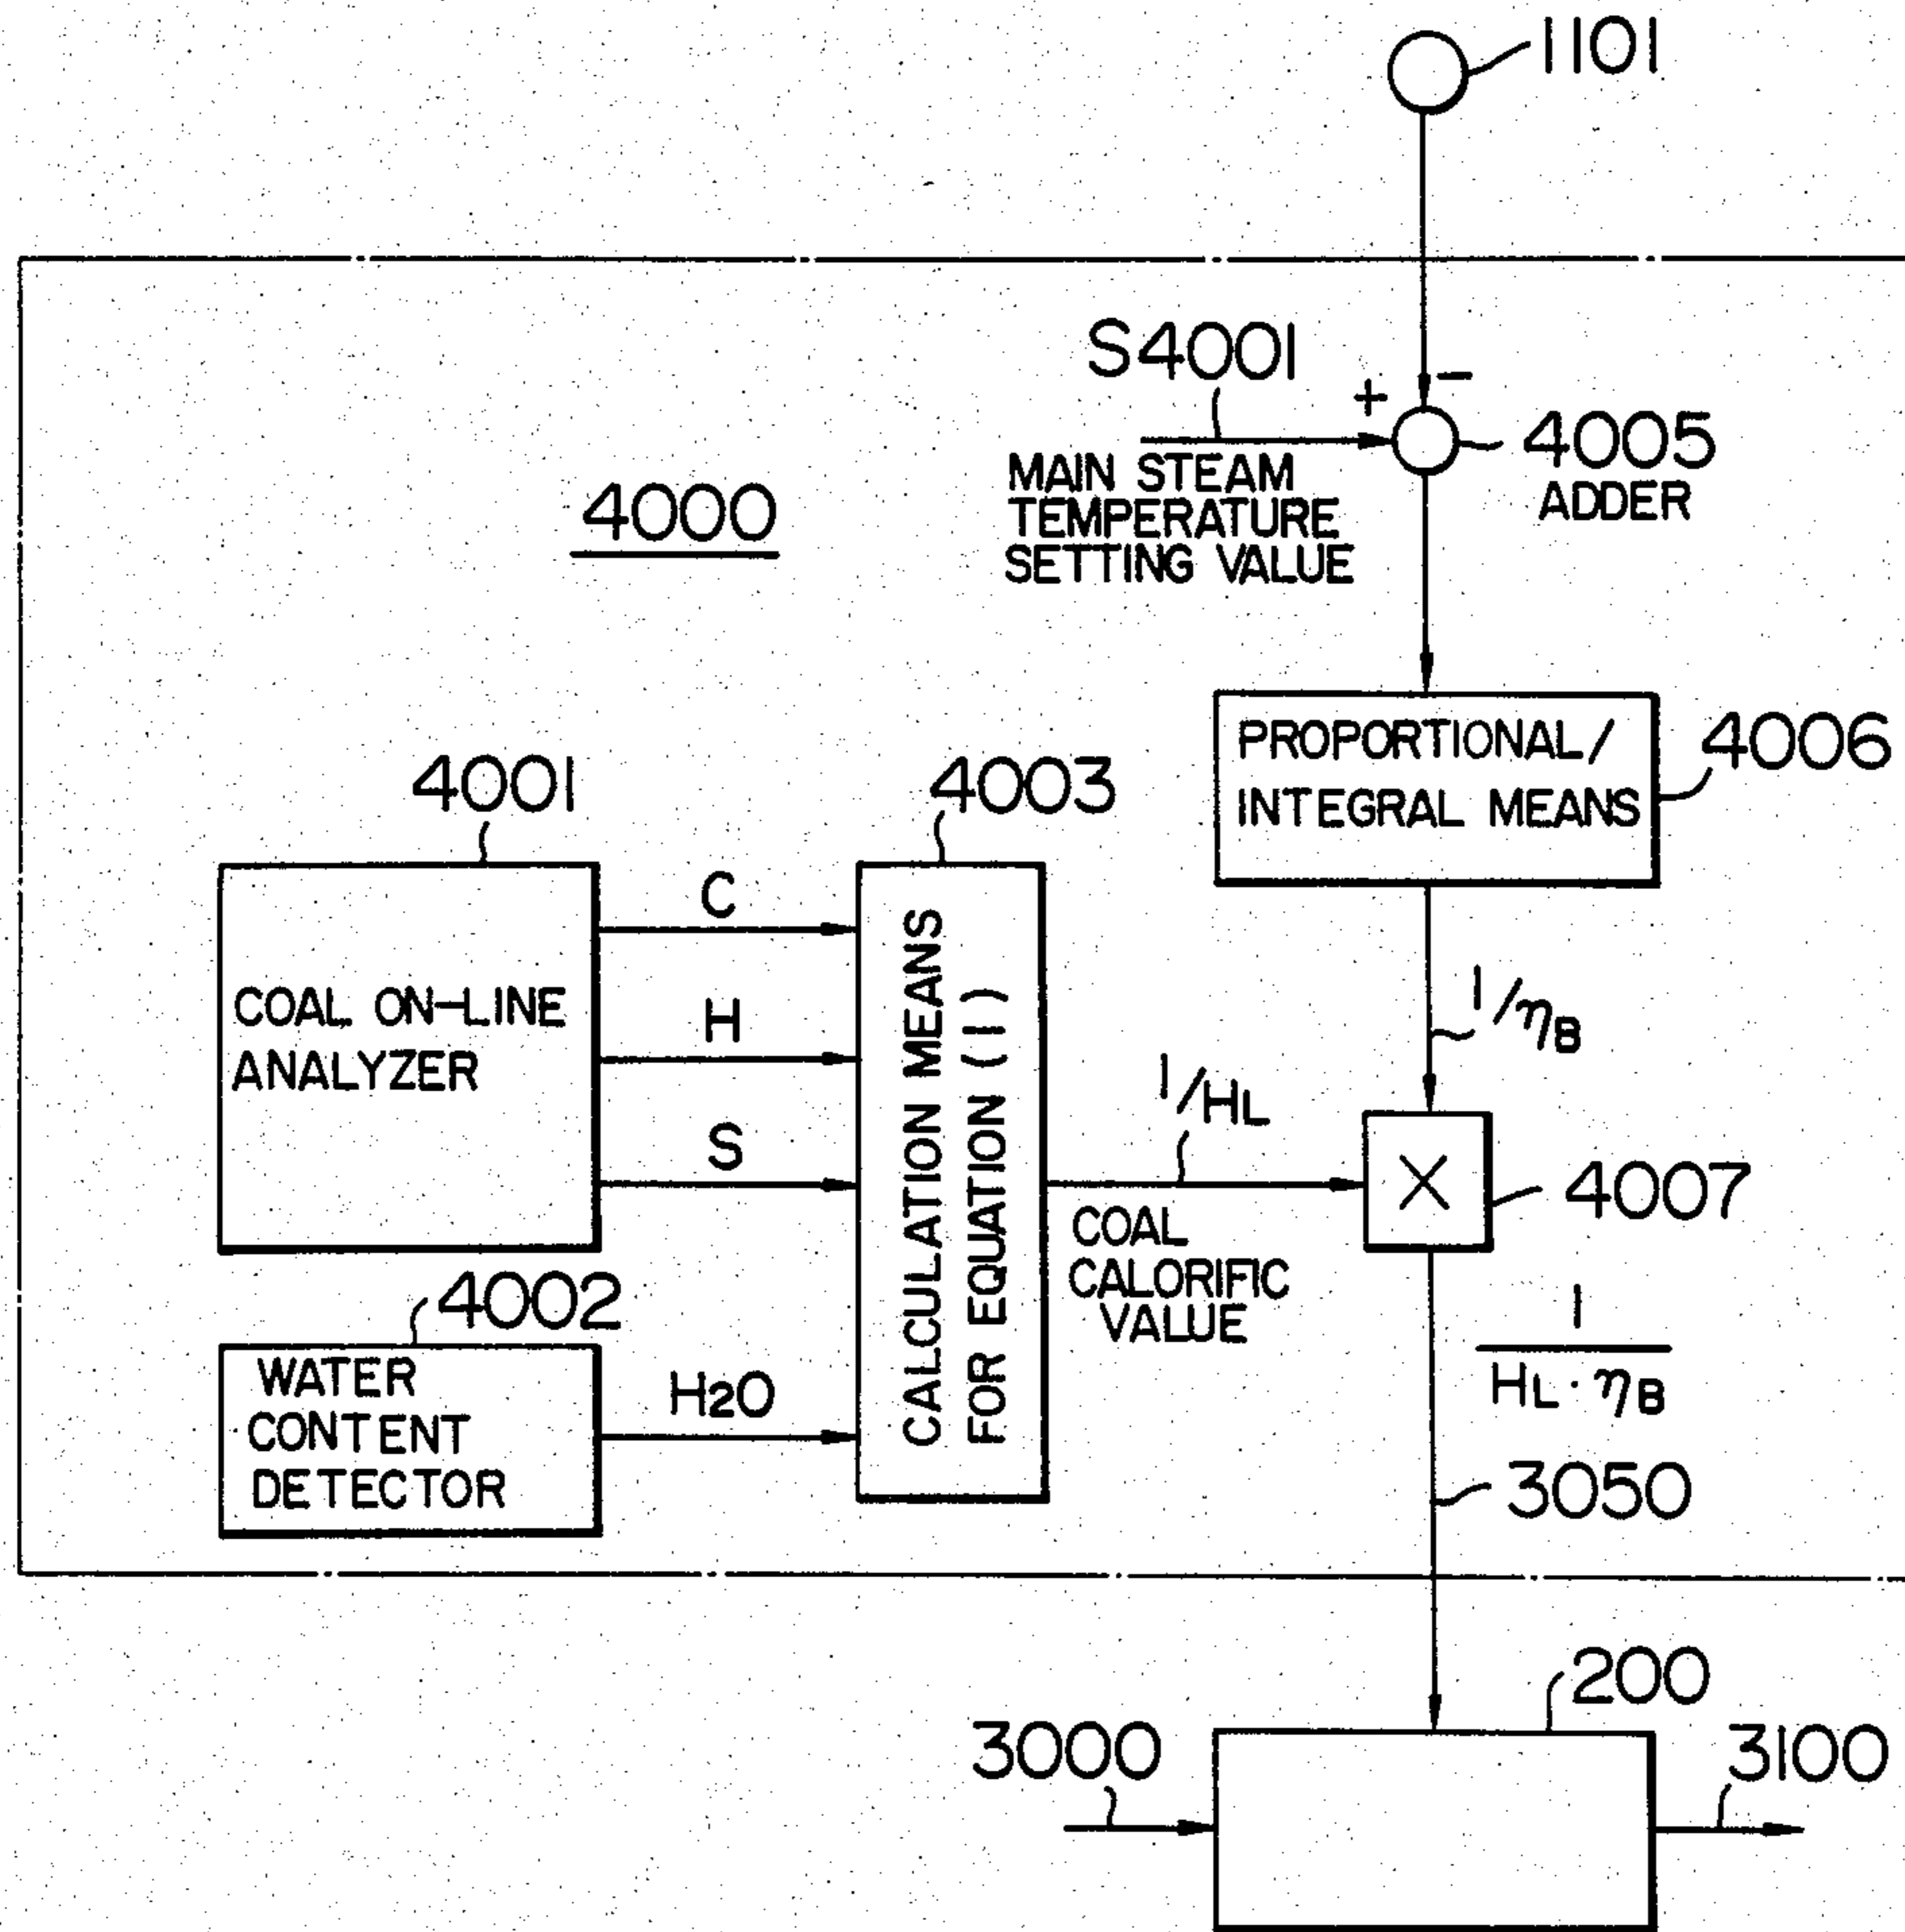 1101
S4001
+
−
4005
MAIN STEAM
TEMPERATURE
SETTING VALUE
ADDER
4000
PROPORTIONAL/
INTEGRAL MEANS
4006
4001
4003
C
COAL ON-LINE
ANALYZER
H
S
CALCULATION MEANS
FOR EQUATION (1)
1/ηB
1/HL
X
4007
COAL
CALORIFIC
VALUE
4002
WATER
CONTENT
DETECTOR
H2O
1
HL · ηB
3050
200
3000
3100